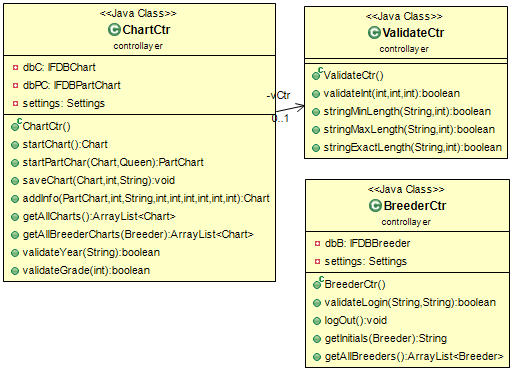 <<Java Class>>
ChartCtr
controllayer
dbC: IFDBChart
dbPC: IFDBPartChart
settings: Settings
ChartCtr()
startChart():Chart
startPartChar(Chart,Queen):PartChart
saveChart(Chart,int,String):void
addInfo(PartChart,int,String,int,int,int,int,int,int):Chart
getAllCharts():ArrayList<Chart>
getAllBreederCharts(Breeder):ArrayList<Chart>
validateYear(String):boolean
validateGrade(int):boolean
-vCtr
0..1
<<Java Class>>
ValidateCtr
controllayer
ValidateCtr()
validateInt(int,int,int):boolean
stringMinLength(String,int):boolean
stringMaxLength(String,int):boolean
stringExactLength(String,int):boolean
<<Java Class>>
BreederCtr
controllayer
dbB: IFDBBreeder
settings: Settings
BreederCtr()
validateLogin(String,String):boolean
logOut():void
getInitials(Breeder):String
getAllBreeders():ArrayList<Breeder>